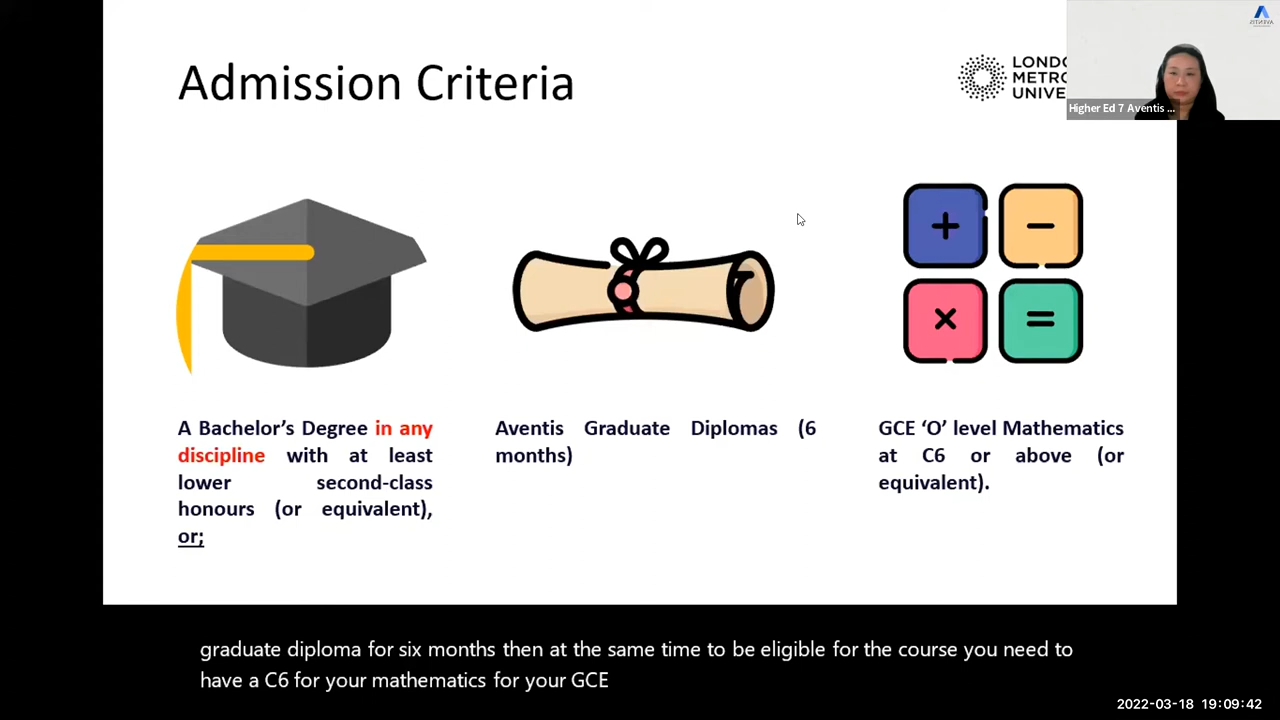 Admission Criteria
LONDO
METRO
UNIVE
Higher Ed 7 Aventis ...
A Bachelor's Degree in any
discipline with at least
lower second-class
honours (or equivalent),
or;
Aventis Graduate Diplomas (6
months)
GCE 'O' level Mathematics
at C6 or above (or
equivalent).
graduate diploma for six months then at the same time to be eligible for the course you need to
have a C6 for your mathematics for your GCE
2022-03-18 19:09:42